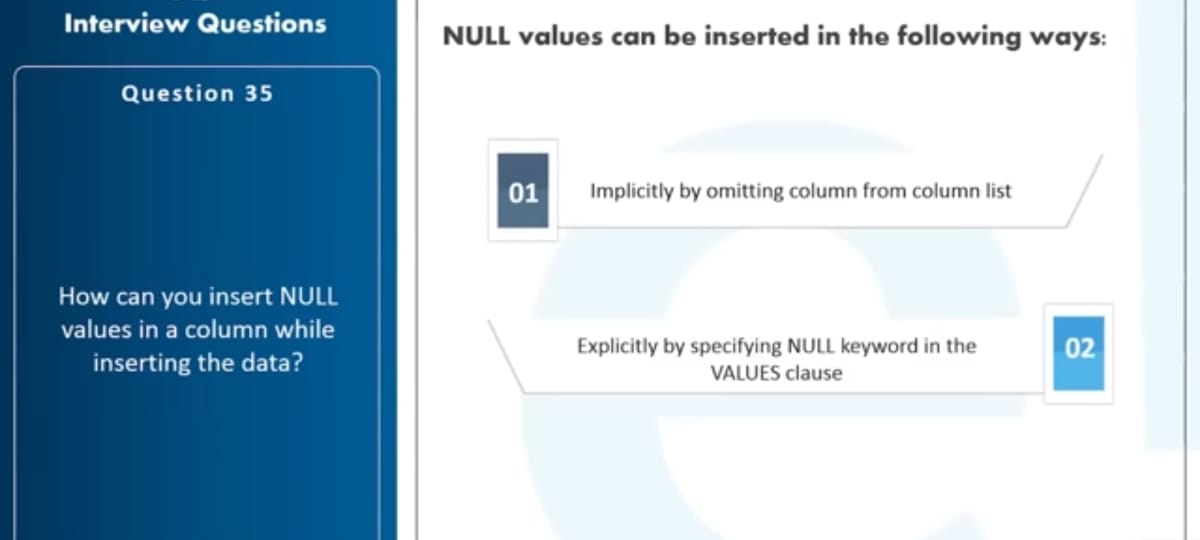 Interview Questions
Question 35
How can you insert NULL
values in a column while
inserting the data?
NULL values can be inserted in the following ways:
01
Implicitly by omitting column from column list
Explicitly by specifying NULL keyword in the
VALUES clause
02